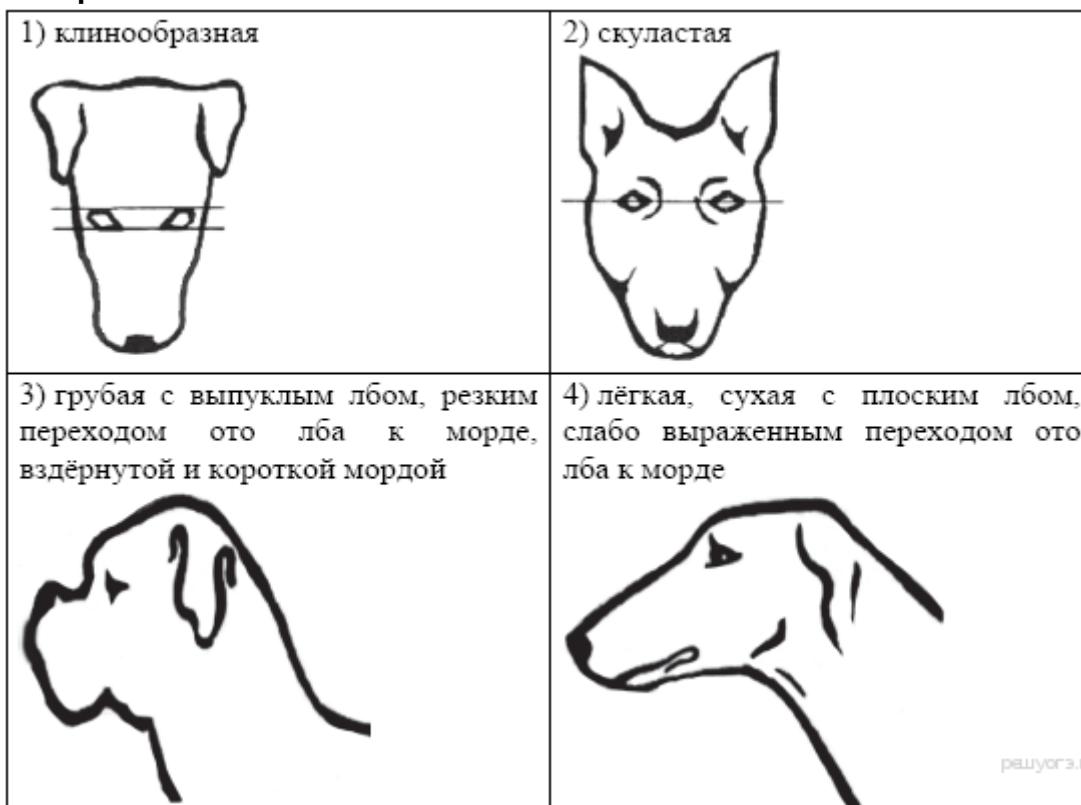 1) клинообразная
2) скуластая
3) грубая с выпуклым лбом, резким
переходом ото лба к морде,
вздёрнутой и короткой мордой
4) лёгкая, сухая с плоским лбом,
слабо выраженным переходом ото
лба к морде